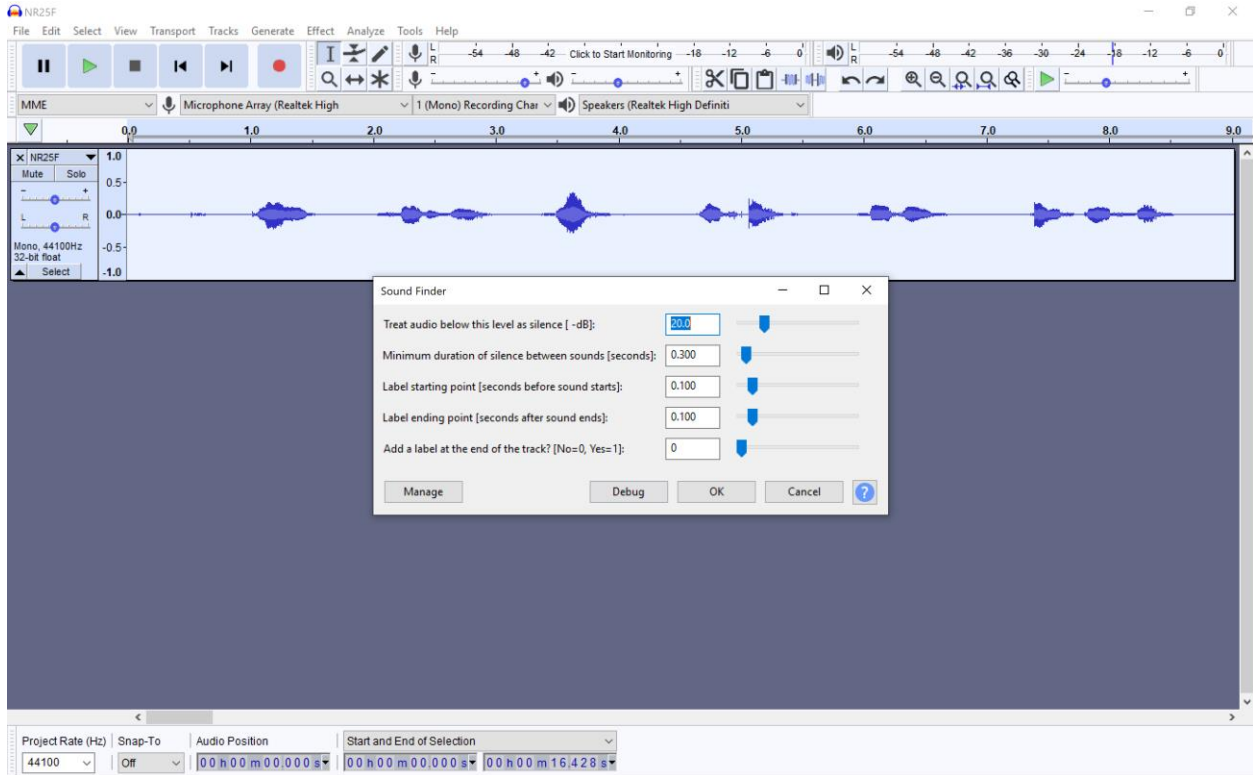 NR25F
File Edit Select View Transport Tracks Generate Effect Analyze Tools Help
L R -54 -48 -42 Click to Start Monitoring -18 -12 -6 0 L R -54 -48 -42 -36 -30 -24 -18 -12 -6 0
MME Microphone Array (Realtek High 1 (Mono) Recording Char Speakers (Realtek High Definiti
0.0 1.0 2.0 3.0 4.0 5.0 6.0 7.0 8.0 9.0
NR25F 1.0
Mute Solo
0.5
- +
L R 0.0
Mono, 44100Hz -0.5
32-bit float
Select -1.0
Sound Finder
Treat audio below this level as silence [ -dB]: 20.0
Minimum duration of silence between sounds [seconds]: 0.300
Label starting point [seconds before sound starts]: 0.100
Label ending point [seconds after sound ends]: 0.100
Add a label at the end of the track? [No=0, Yes=1]: 0
Manage Debug OK Cancel ?
Project Rate (Hz) Snap-To Audio Position Start and End of Selection
44100 Off 00 h 00 m 00.000 s 00 h 00 m 00.000 s 00 h 00 m 16.428 s